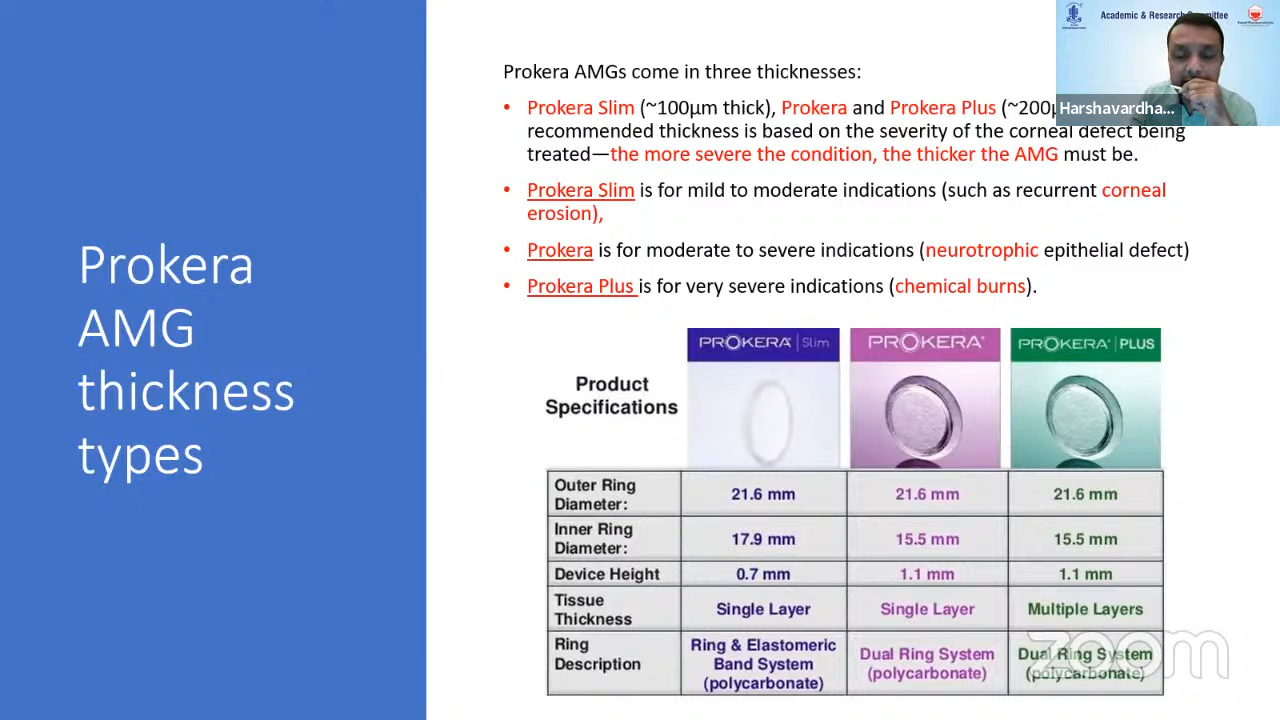 Academic & Research Committee
Harshavardha...
Prokera
AMG
thickness
types
Prokera AMGs come in three thicknesses:
• Prokera Slim (~100µm thick), Prokera and Prokera Plus (~200µ
recommended thickness is based on the severity of the corneal defect being
treated—the more severe the condition, the thicker the AMG must be.
• Prokera Slim is for mild to moderate indications (such as recurrent corneal
erosion),
• Prokera is for moderate to severe indications (neurotrophic epithelial defect)
• Prokera Plus is for very severe indications (chemical burns).
PROKERA® | Slim PROKERA® PROKERA® | PLUS
Product
Specifications
Outer Ring
Diameter: 21.6 mm 21.6 mm 21.6 mm
Inner Ring
Diameter: 17.9 mm 15.5 mm 15.5 mm
Device Height 0.7 mm 1.1 mm 1.1 mm
Tissue
Thickness Single Layer Single Layer Multiple Layers
Ring
Description Ring & Elastomeric
Band System
(polycarbonate) Dual Ring System
(polycarbonate) Dual Ring System
(polycarbonate)
zoom